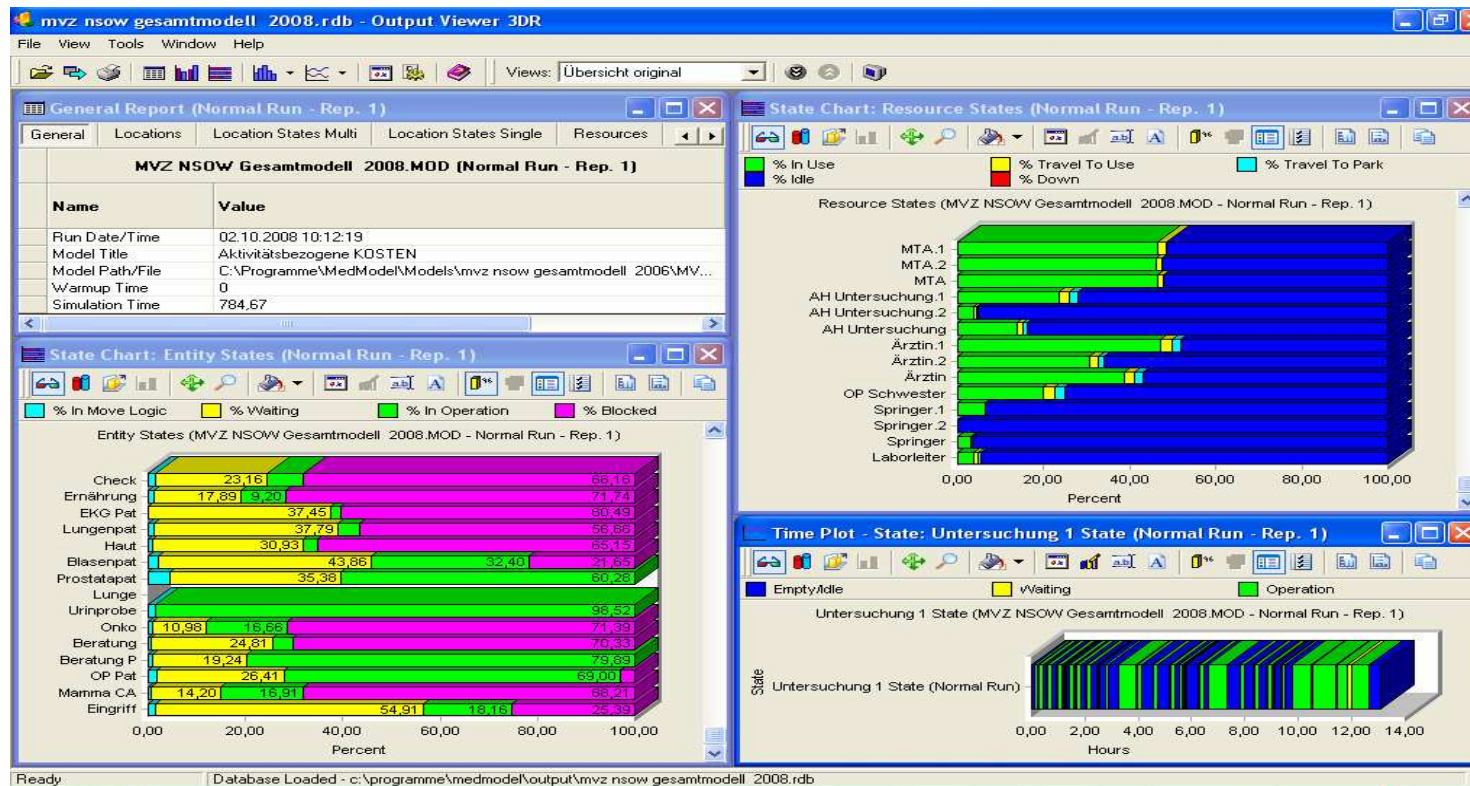 mvz nsow gesamtmodell 2008.rdb - Output Viewer 3DR
File View Tools Window Help
Views: Übersicht original
General Report (Normal Run - Rep. 1)
General Locations Location States Multi Location States Single Resources
MVZ NSOW Gesamtmodell 2008.MOD (Normal Run - Rep. 1)
Name Value
Run Date/Time 02.10.2008 10:12:19
Model Title Aktivitätsbezogene KOSTEN
Model Path/File C:\Programme\MedModel\Models\mvz nsow gesamtmodell 2006\MV...
Warmup Time 0
Simulation Time 784,67
State Chart: Entity States (Normal Run - Rep. 1)
% In Move Logic % Waiting % In Operation % Blocked
Entity States (MVZ NSOW Gesamtmodell 2008.MOD - Normal Run - Rep. 1)
Check 23,16 68,16
Ernährung 17,89 9,20 71,74
EKG Pat 37,45 60,49
Lungenpat 37,79 56,68
Haut 30,93 65,15
Blasenpat 43,86 32,40 21,65
Prostatapat 35,38 60,28
Lunge
Urinprobe 98,52
Onko 10,98 16,66 71,39
Beratung 24,81 70,33
Beratung P 19,24 79,89
OP Pat 26,41 69,00
Mamma CA 14,20 16,91 68,21
Eingriff 54,91 18,16 25,39
0,00 20,00 40,00 60,00 80,00 100,00
Percent
State Chart: Resource States (Normal Run - Rep. 1)
% In Use % Travel To Use % Travel To Park
% Idle % Down
Resource States (MVZ NSOW Gesamtmodell 2008.MOD - Normal Run - Rep. 1)
MTA.1
MTA.2
MTA
AH Untersuchung.1
AH Untersuchung.2
AH Untersuchung
Ärztin.1
Ärztin.2
Ärztin
OP Schwester
Springer.1
Springer.2
Springer
Laborleiter
0,00 20,00 40,00 60,00 80,00 100,00
Percent
Time Plot - State: Untersuchung 1 State (Normal Run - Rep. 1)
Empty/Idle Waiting Operation
Untersuchung 1 State (MVZ NSOW Gesamtmodell 2008.MOD - Normal Run - Rep. 1)
State
Untersuchung 1 State (Normal Run)
0,00 2,00 4,00 6,00 8,00 10,00 12,00 14,00
Hours
Ready Database Loaded - c:\programme\medmodel\output\mvz nsow gesamtmodell 2008.rdb